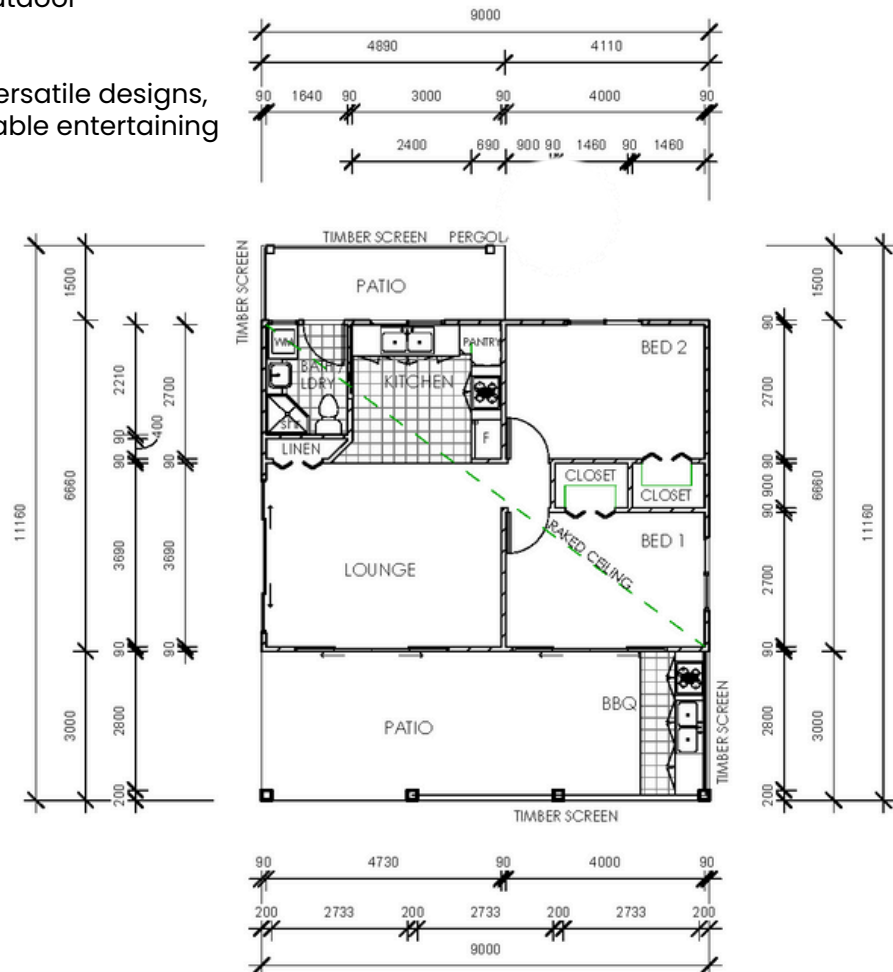 ersatile designs,
able entertaining
9000
4890 4110
90 1640 90 3000 90 4000 90
2400 690 900 90 1460 90 1460
TIMBER SCREEN PERGOL
TIMBER SCREEN
PATIO
1500
1500
WM
BATH /
LDRY
KITCHEN
PANTRY
BED 2
SHR
F
LINEN
CLOSET
CLOSET
LOUNGE
RAKED CEILING
BED 1
BBQ
PATIO
TIMBER SCREEN
TIMBER SCREEN
11160
6660
3000
2210
90
400
90
3690
90
2800
200
2700
90
3690
90
90
2700
90
900
90
2700
90
2800
200
6660
3000
11160
90 4730 90 4000 90
200 2733 200 2733 200 2733 200
9000